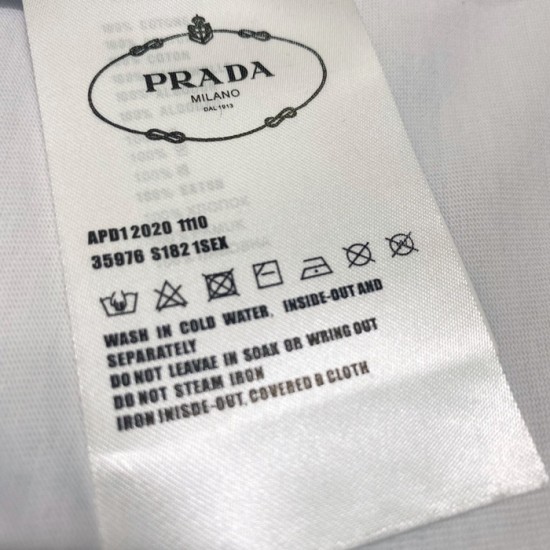 PRADA
MILANO
DAL 1913
APD12020 1110
35976 S182 1SEX
WASH IN COLD WATER, INSIDE-OUT AND
SEPARATELY
DO NOT LEAVAE IN SOAK OR WRING OUT
DO NOT STEAM IRON
IRON INISDE-OUT, COVERED B CLOTH